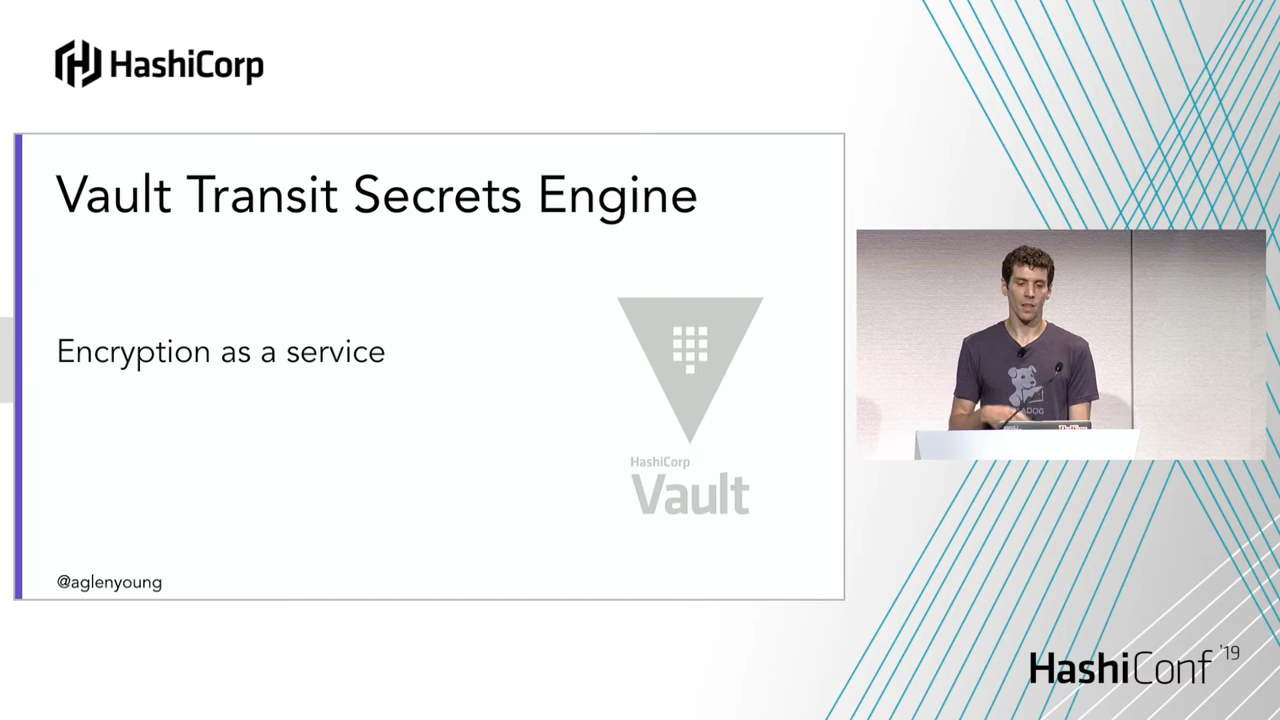 HashiCorp
Vault Transit Secrets Engine
Encryption as a service
HashiCorp
Vault
@aglenyoung
HashiConf '19